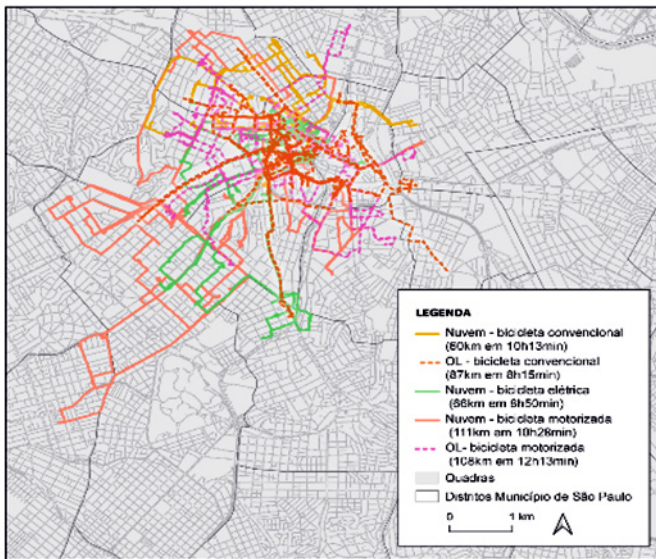 LEGENDA
Nuvem - bicicleta convencional
(60km em 10h13min)
OL - bicicleta convencional
(87km em 8h15min)
Nuvem - bicicleta elétrica
(66km em 6h50min)
Nuvem - bicicleta motorizada
(111km em 10h28min)
OL- bicicleta motorizada
(108km em 12h13min)
Quadras
Distritos Município de São Paulo
0 1 km